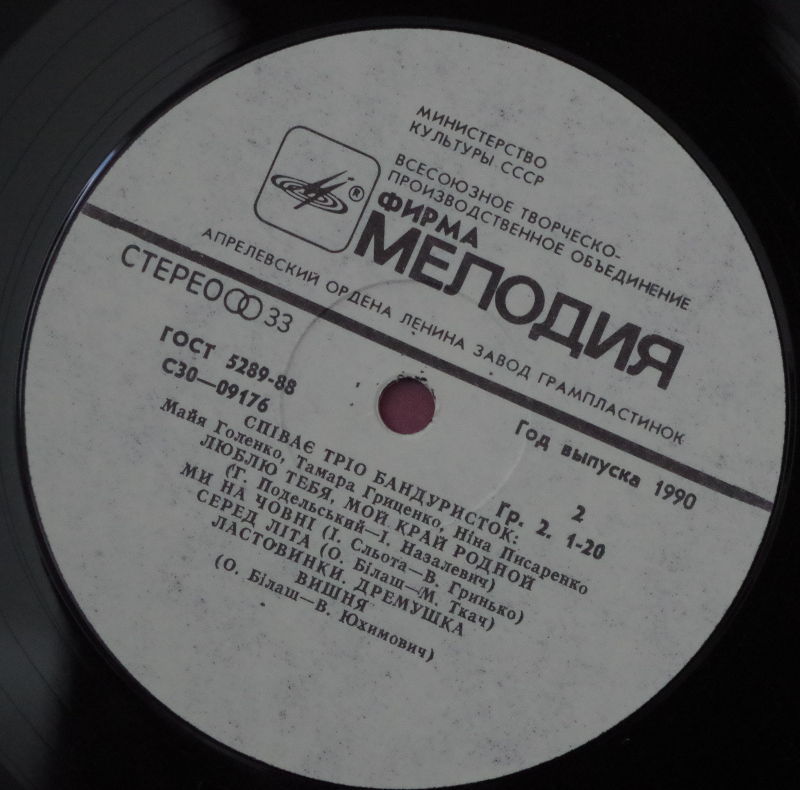 МИНИСТЕРСТВО
КУЛЬТУРЫ СССР
ВСЕСОЮЗНОЕ ТВОРЧЕСКО-
ПРОИЗВОДСТВЕННОЕ ОБЪЕДИНЕНИЕ
ФИРМА
МЕЛОДИЯ
®
АПРЕЛЕВСКИЙ ОРДЕНА ЛЕНИНА ЗАВОД ГРАМПЛАСТИНОК
СТЕРЕО 33
ГОСТ 5289-88
С30—09176
Год выпуска 1990
2
Гр. 2. 1-20
СПІВАЄ ТРІО БАНДУРИСТОК:
Майя Голенко, Тамара Гриценко, Ніна Писаренко
ЛЮБЛЮ ТЕБЯ, МОЙ КРАЙ РОДНОЙ
(Г. Подельський—І. Назалевич)
МИ НА ЧОВНІ (І. Сльота—В. Гринько)
СЕРЕД ЛІТА (О. Білаш—М. Ткач)
ЛАСТОВИНКИ. ДРЕМУШКА
ВИШНЯ
(О. Білаш—В. Юхимович)